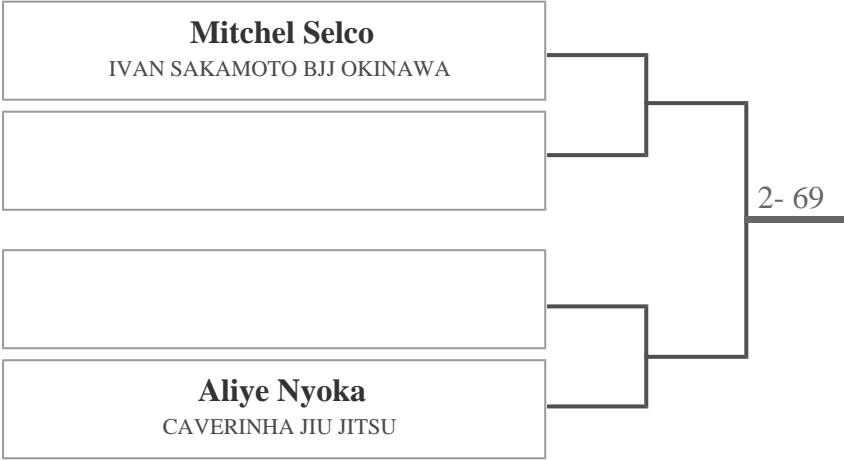 Mitchel Selco
IVAN SAKAMOTO BJJ OKINAWA
2- 69
Aliye Nyoka
CAVERINHA JIU JITSU